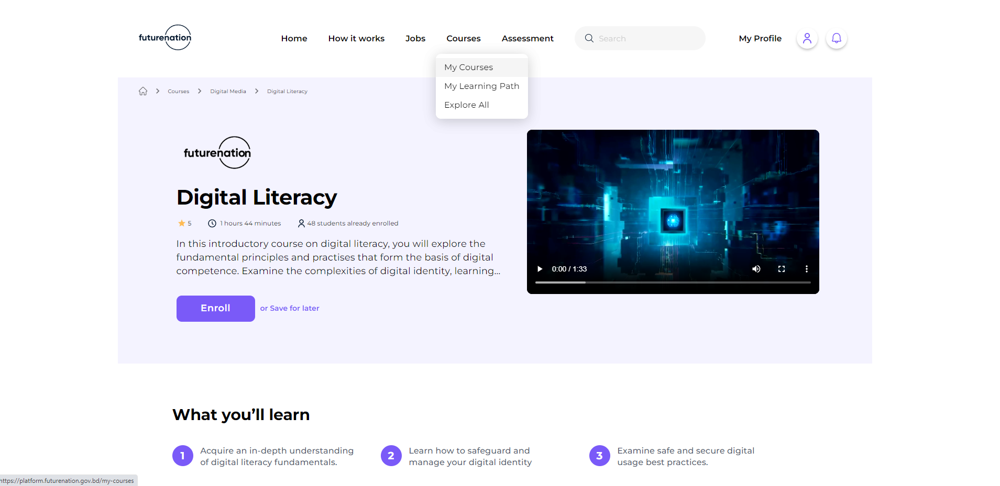 futurenation
Home
How it works
Jobs
Courses
Assessment
Search
My Profile
My Courses
My Learning Path
Explore All
Courses
Digital Media
Digital Literacy
futurenation
Digital Literacy
5
1 hours 44 minutes
48 students already enrolled
In this introductory course on digital literacy, you will explore the
fundamental principles and practises that form the basis of digital
competence. Examine the complexities of digital identity, learning...
0:00 / 1:33
Enroll
or Save for later
What you’ll learn
1
Acquire an in-depth understanding
of digital literacy fundamentals.
2
Learn how to safeguard and
manage your digital identity
3
Examine safe and secure digital
usage best practices.
https://platform.futurenation.gov.bd/my-courses